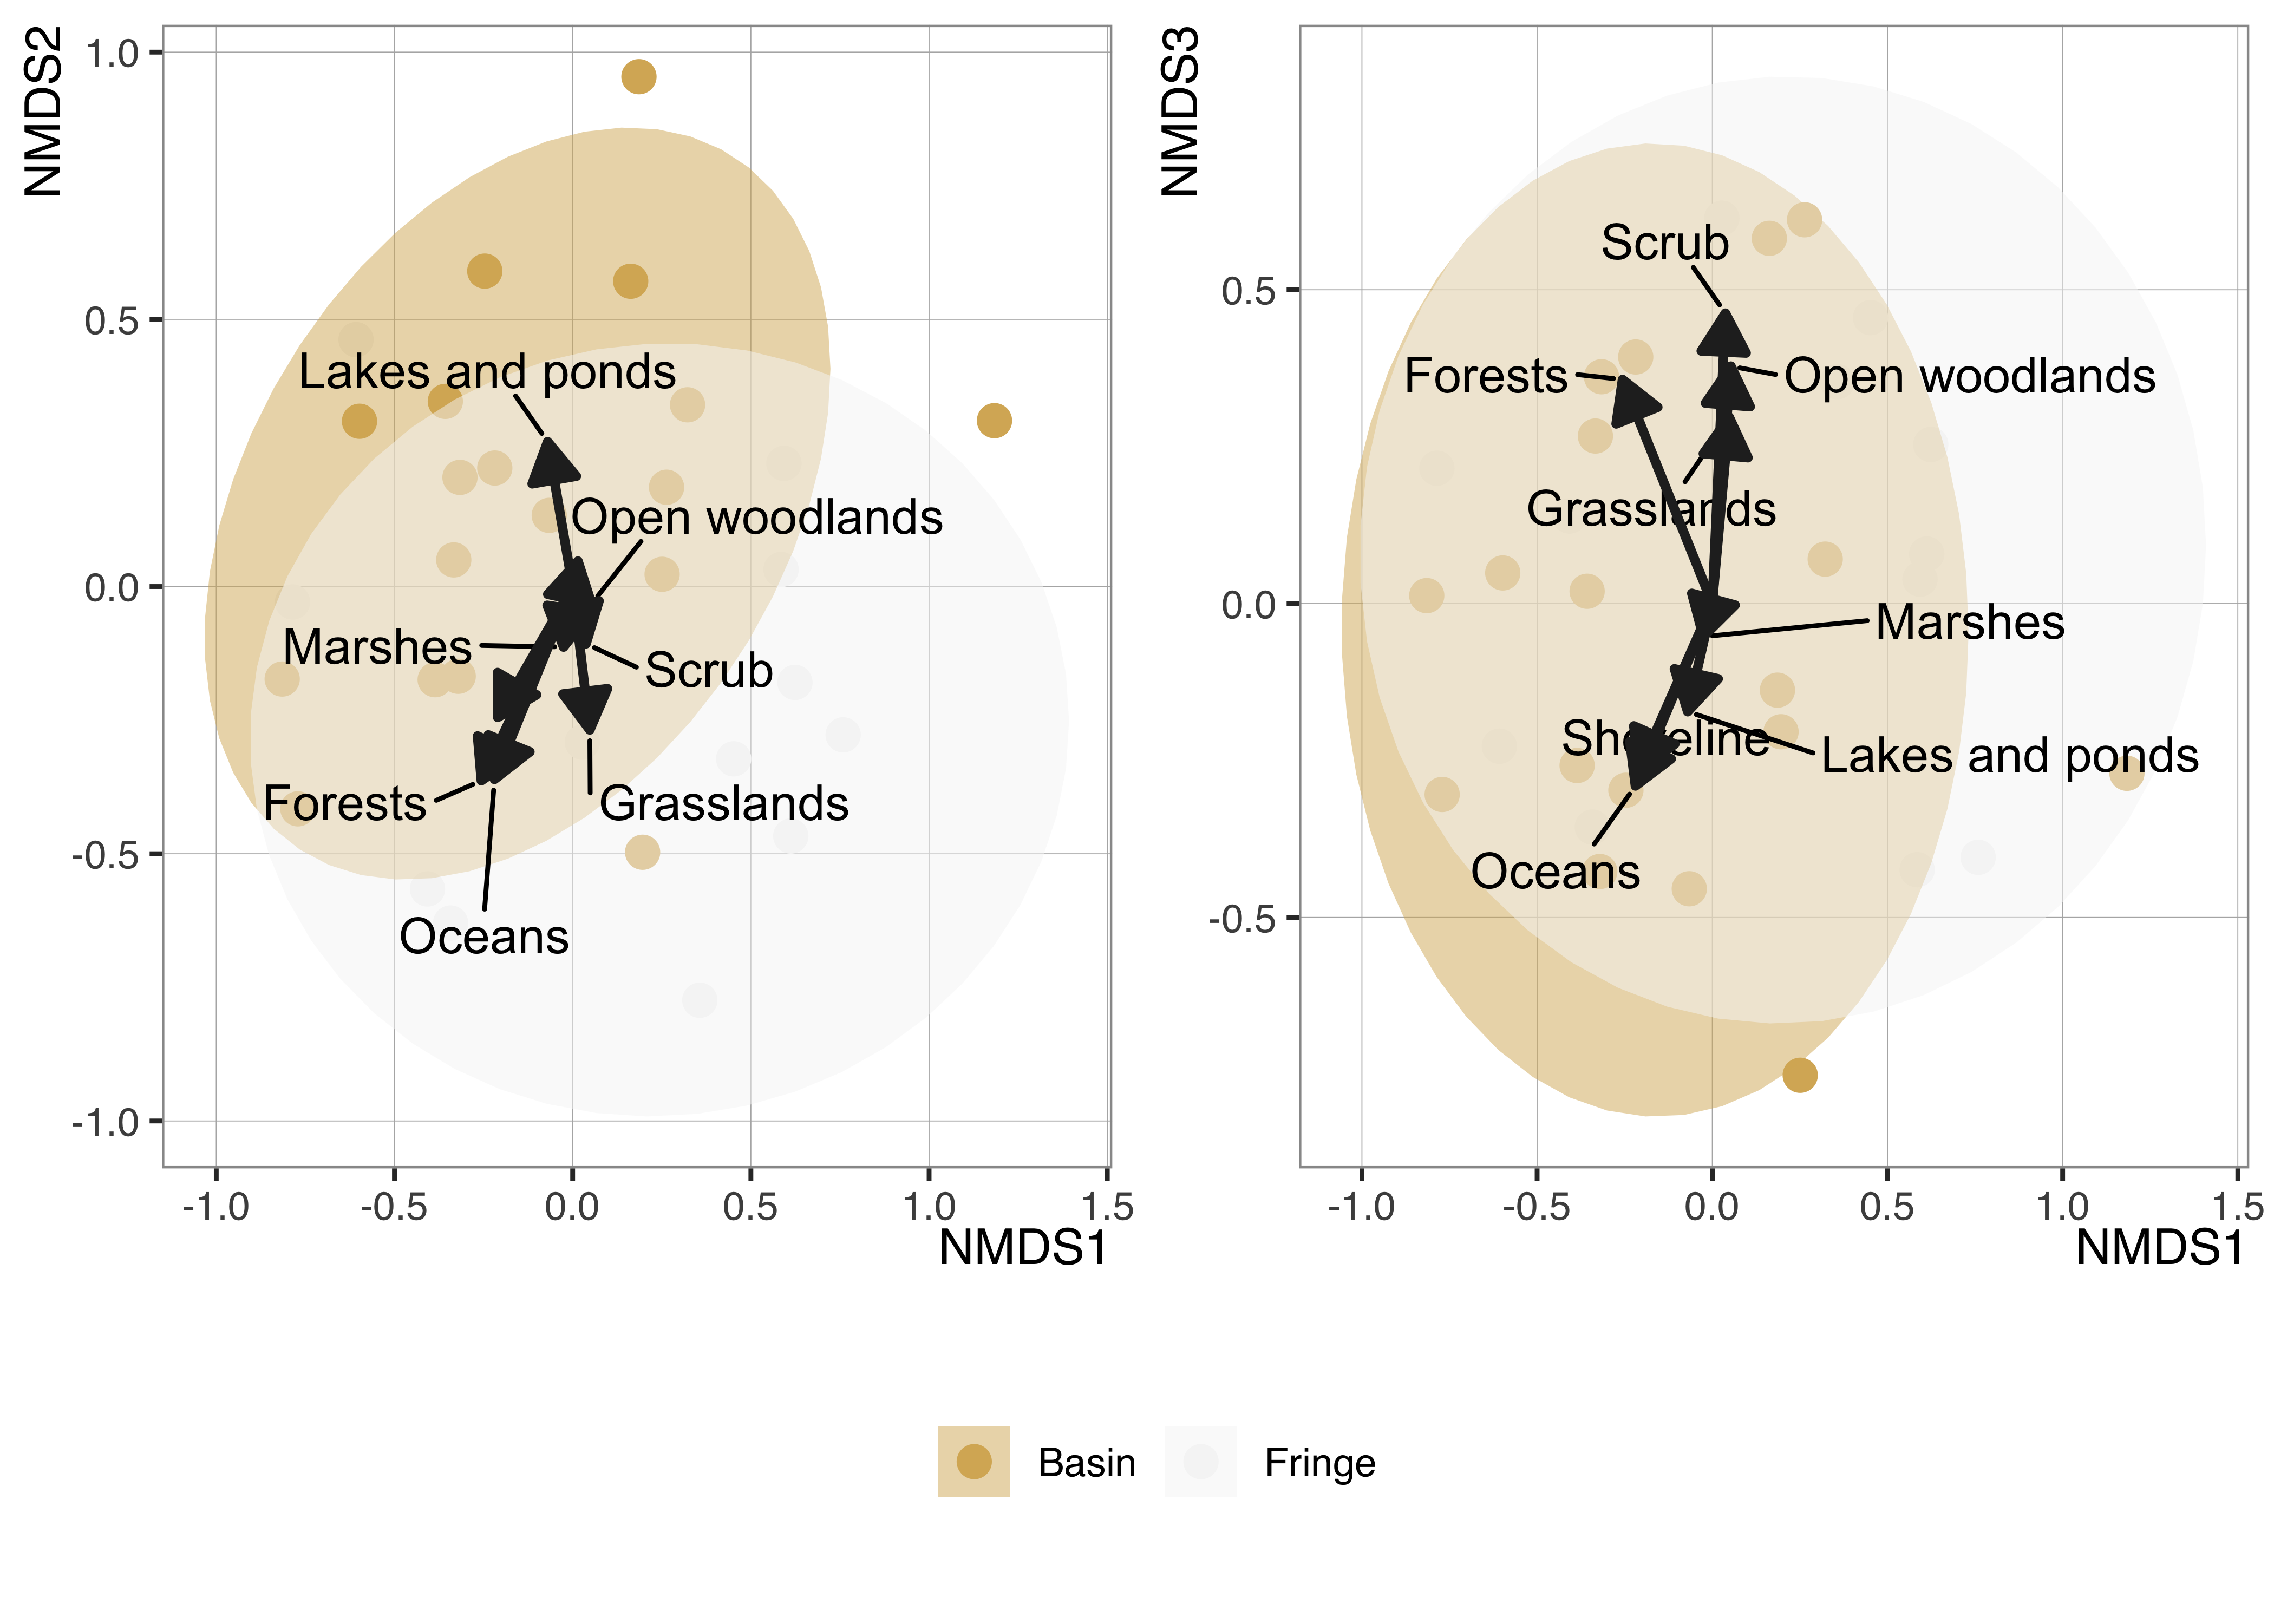 NMDS2
1.0
0.5
0.0
-0.5
-1.0
Lakes and ponds
Open woodlands
Marshes
Scrub
Forests
Grasslands
Oceans
-1.0
-0.5
0.0
0.5
1.0
1.5
NMDS1
NMDS3
0.5
0.0
-0.5
Scrub
Forests
Open woodlands
Grasslands
Marshes
Shoreline
Lakes and ponds
Oceans
-1.0
-0.5
0.0
0.5
1.0
1.5
NMDS1
Basin
Fringe